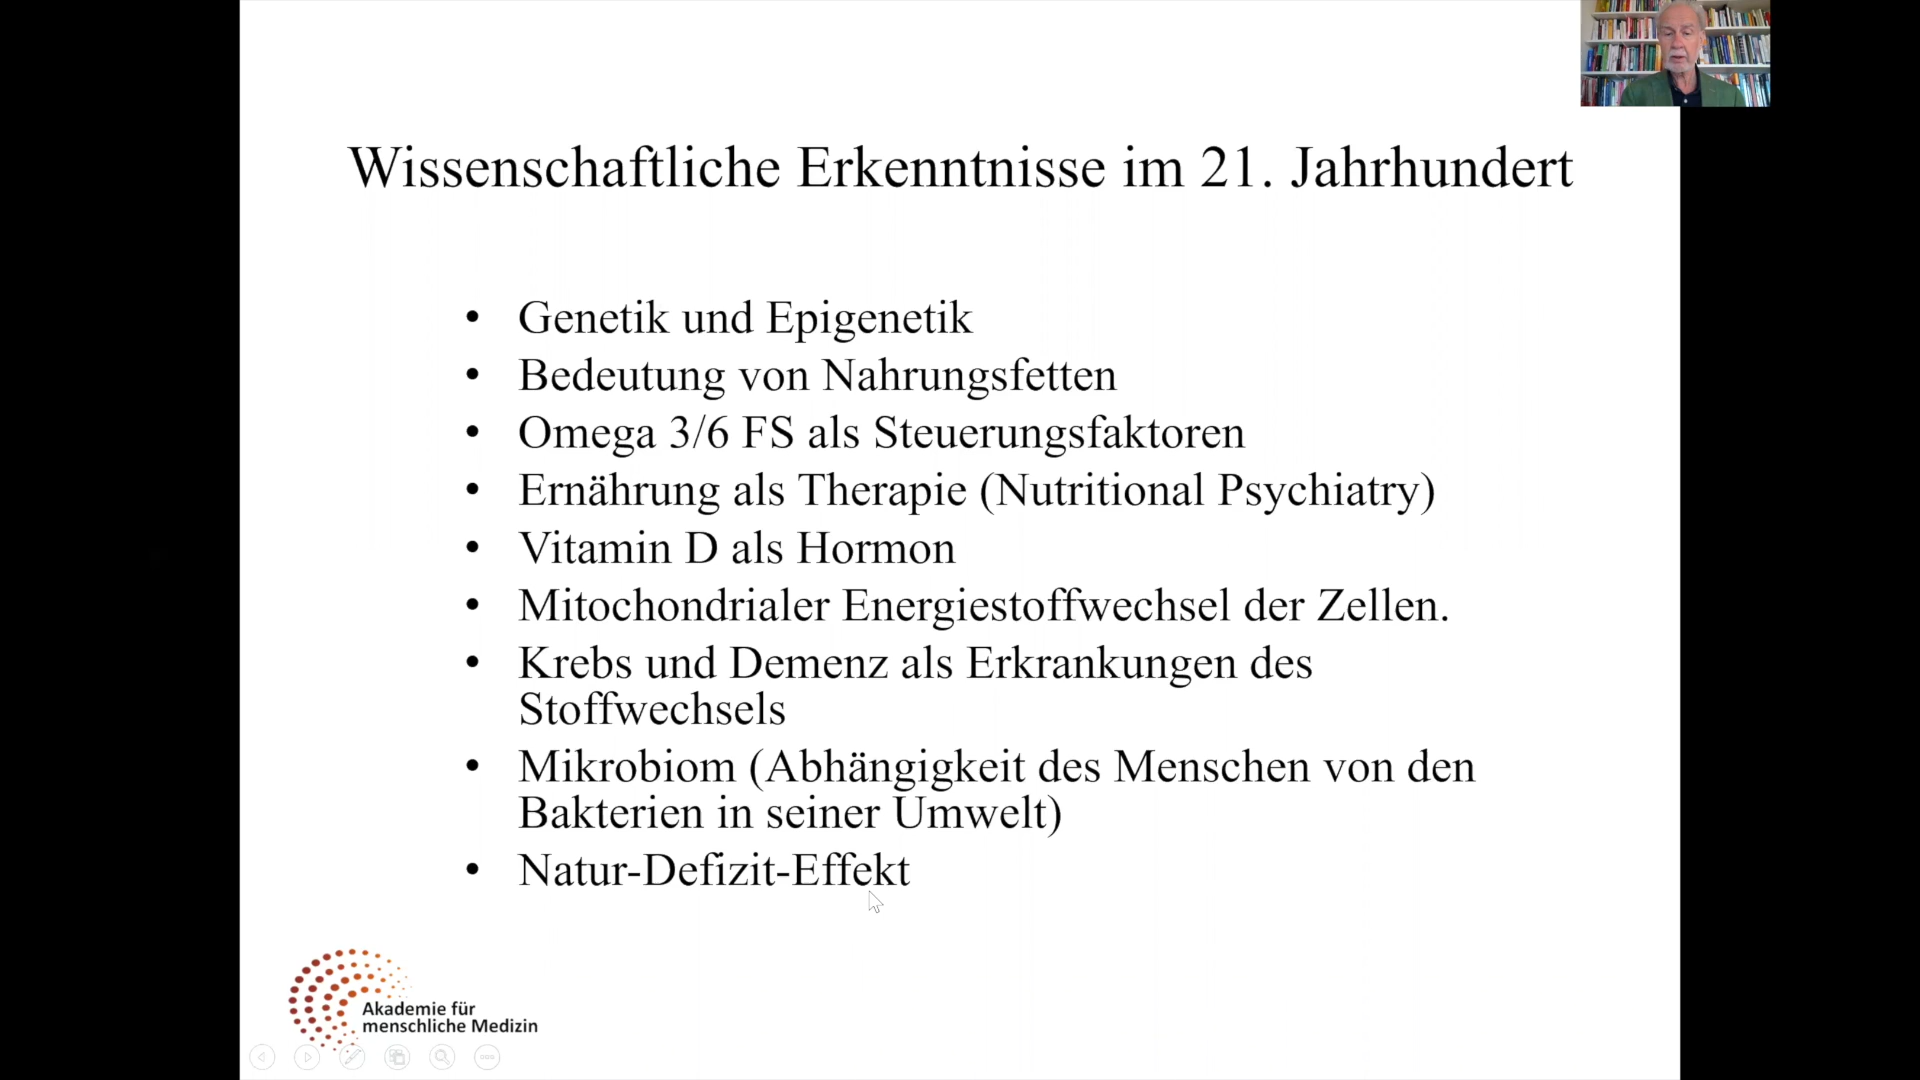 Wissenschaftliche Erkenntnisse im 21. Jahrhundert
• Genetik und Epigenetik
• Bedeutung von Nahrungsfetten
• Omega 3/6 FS als Steuerungsfaktoren
• Ernährung als Therapie (Nutritional Psychiatry)
• Vitamin D als Hormon
• Mitochondrialer Energiestoffwechsel der Zellen.
• Krebs und Demenz als Erkrankungen des
Stoffwechsels
• Mikrobiom (Abhängigkeit des Menschen von den
Bakterien in seiner Umwelt)
• Natur-Defizit-Effekt
Akademie für
menschliche Medizin